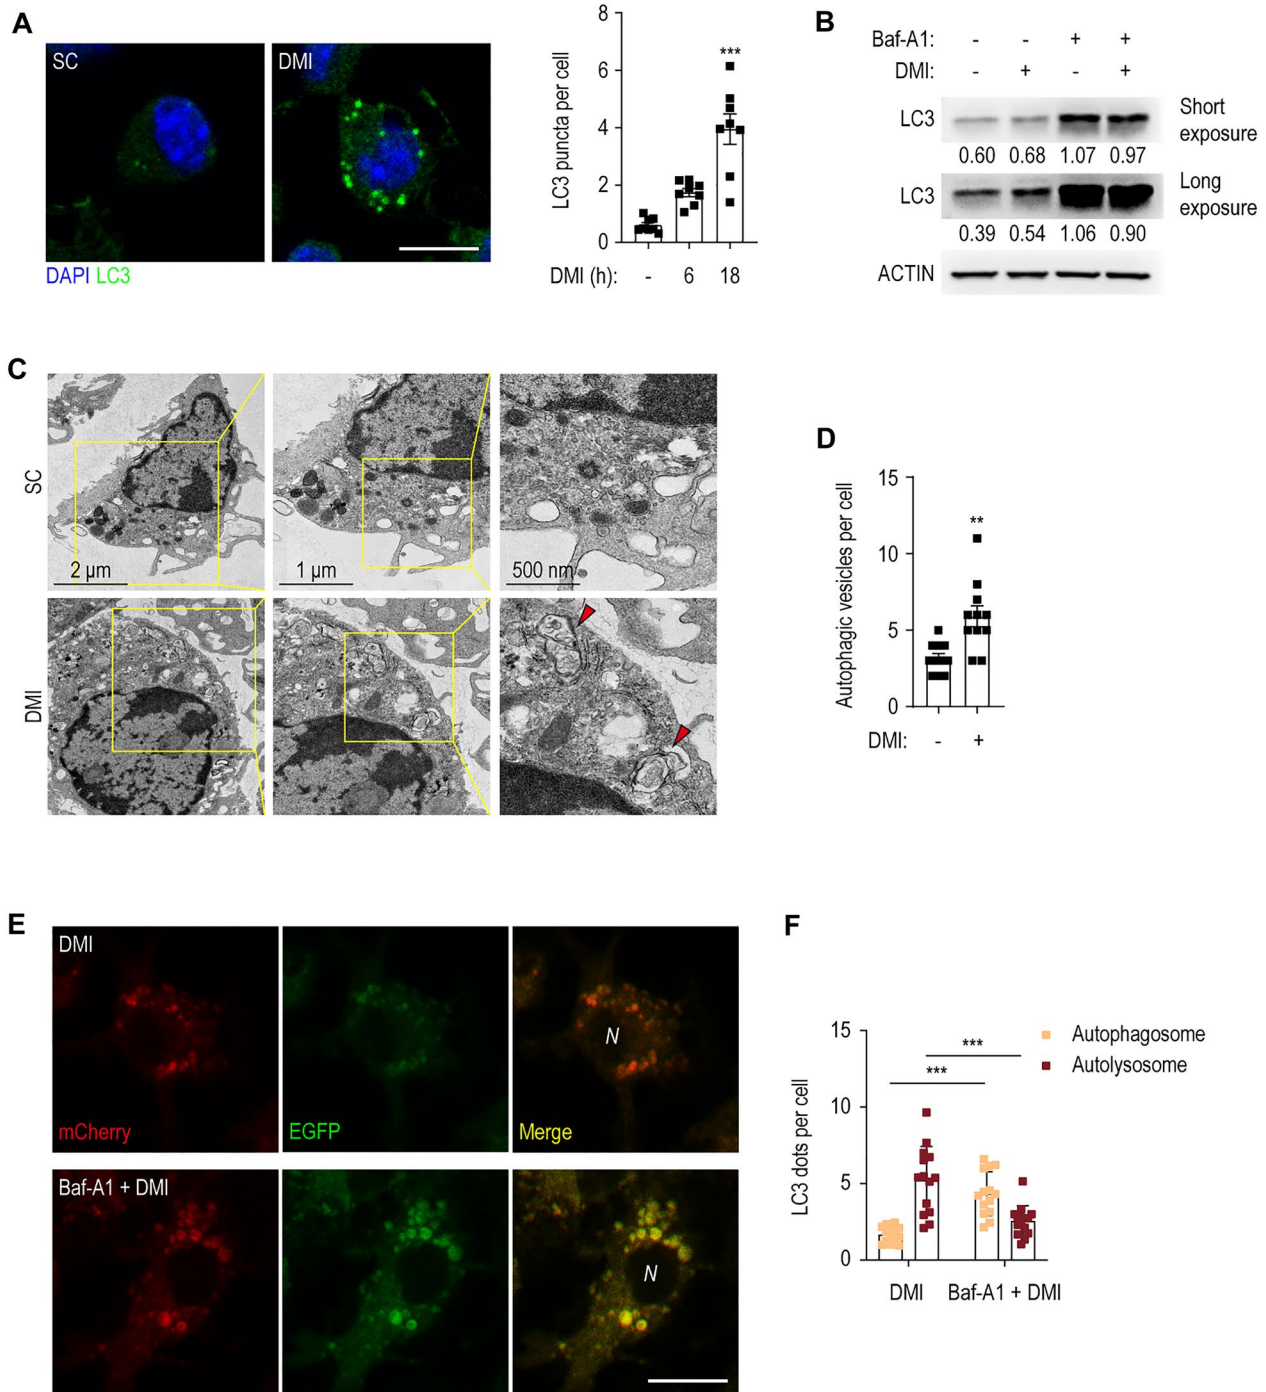 A
SC
DMI
DAPI LC3
LC3 puncta per cell
8
6
4
2
0
***
DMI (h): - 6 18
B
Baf-A1: - - + +
DMI: - + - +
LC3
Short exposure
0.60 0.68 1.07 0.97
LC3
Long exposure
0.39 0.54 1.06 0.90
ACTIN
C
SC
2 µm
1 µm
500 nm
DMI
D
Autophagic vesicles per cell
15
10
5
0
**
DMI: - +
E
DMI
mCherry
EGFP
N
Merge
Baf-A1 + DMI
N
F
LC3 dots per cell
15
10
5
0
***
***
Autophagosome
Autolysosome
DMI Baf-A1 + DMI